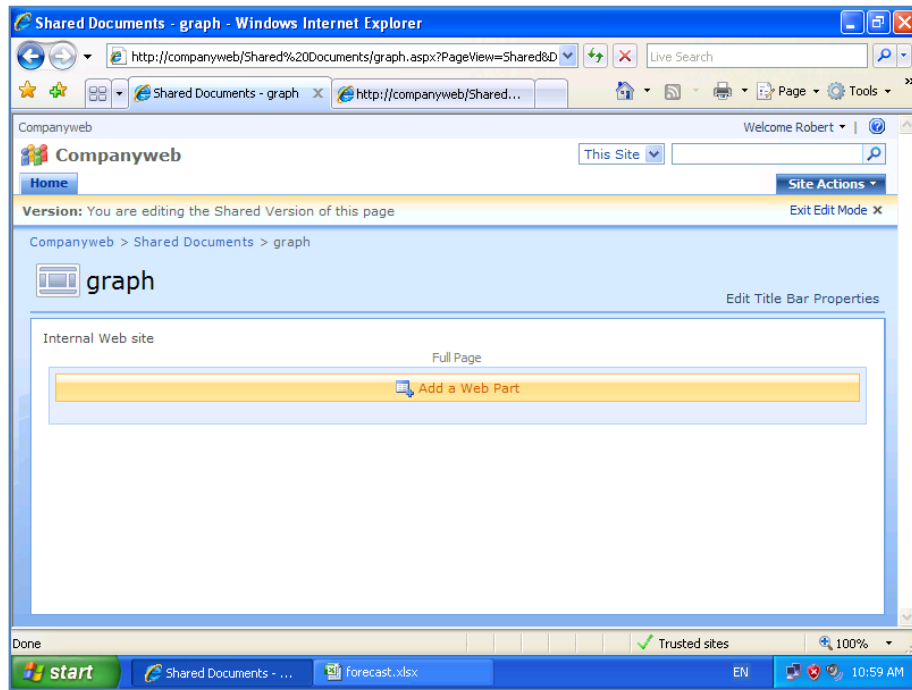 Shared Documents - graph - Windows Internet Explorer
http://companyweb/Shared%20Documents/graph.aspx?PageView=Shared&D
Live Search
Shared Documents - graph
http://companyweb/Shared...
Page
Tools
Companyweb
Welcome Robert
Companyweb
This Site
Home
Site Actions
Version: You are editing the Shared Version of this page
Exit Edit Mode
Companyweb > Shared Documents > graph
graph
Edit Title Bar Properties
Internal Web site
Full Page
Add a Web Part
Done
Trusted sites
100%
start
Shared Documents - ...
forecast.xlsx
EN
10:59 AM